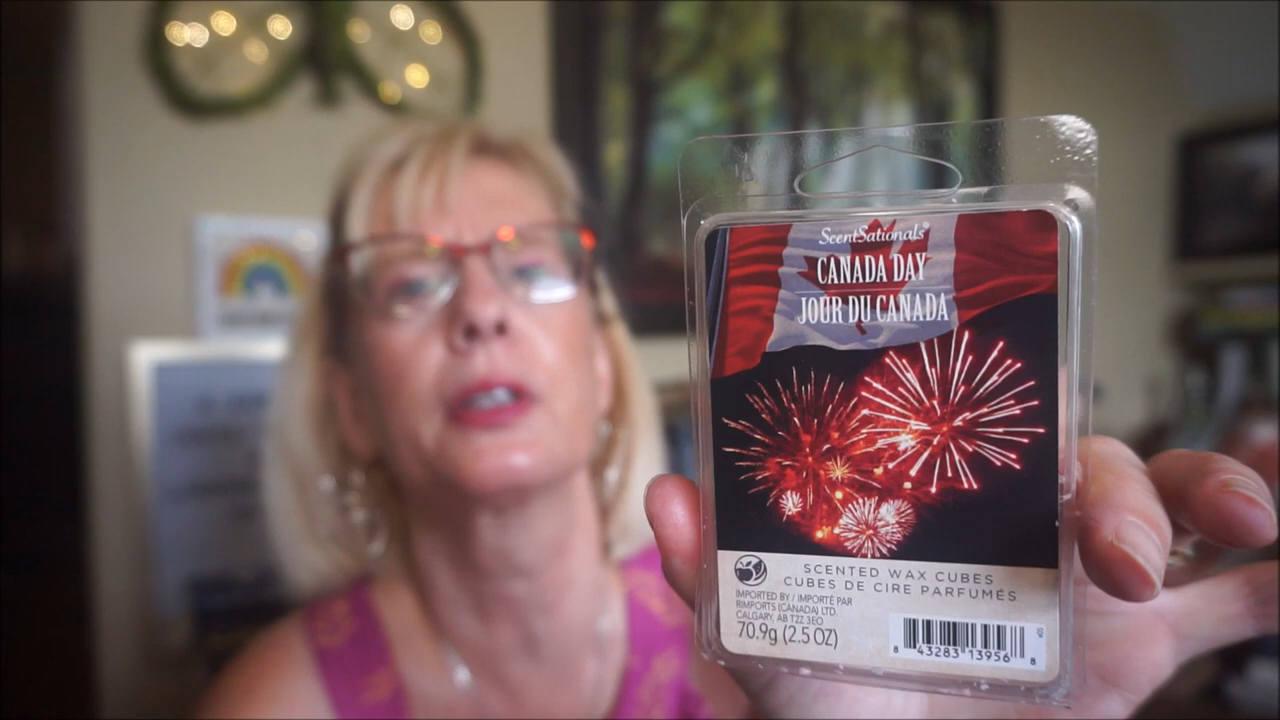 ScentSationals®
CANADA DAY
JOUR DU CANADA
SCENTED WAX CUBES
CUBES DE CIRE PARFUMÉS
IMPORTED BY / IMPORTÉ PAR
RIMPORTS (CANADA) LTD.
CALGARY, AB T2Z 3E0
70.9g (2.5 OZ)
8 43283 13956 8